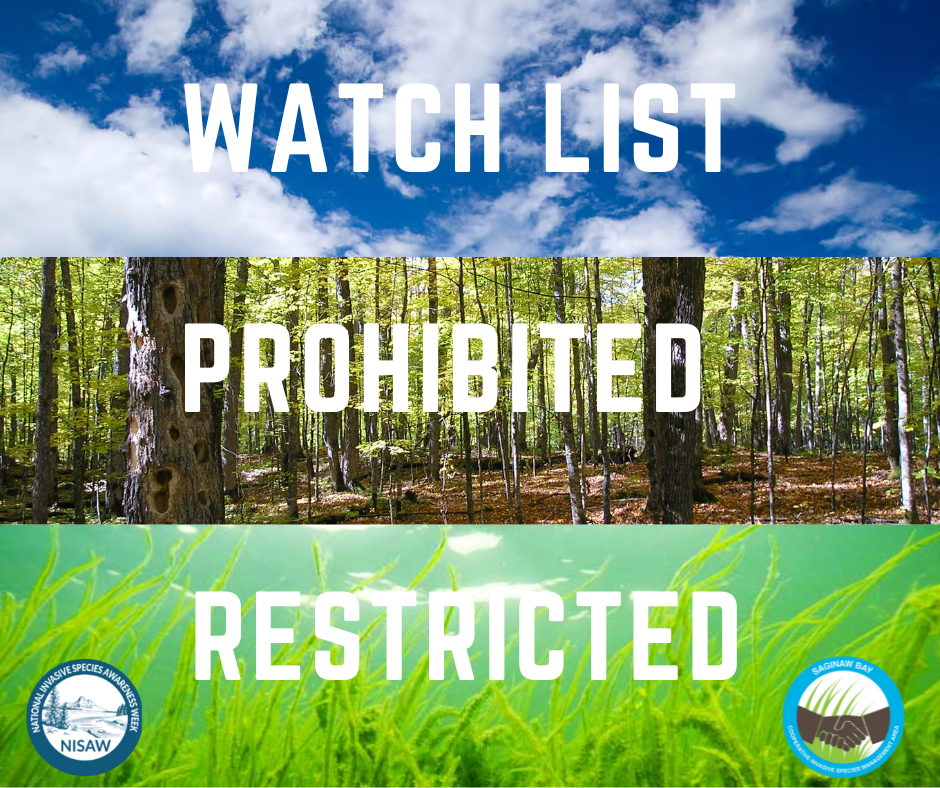 WATCH LIST
PROHIBITED
RESTRICTED
NATIONAL INVASIVE SPECIES AWARENESS WEEK
NISAW
SAGINAW BAY
COOPERATIVE INVASIVE SPECIES MANAGEMENT AREA